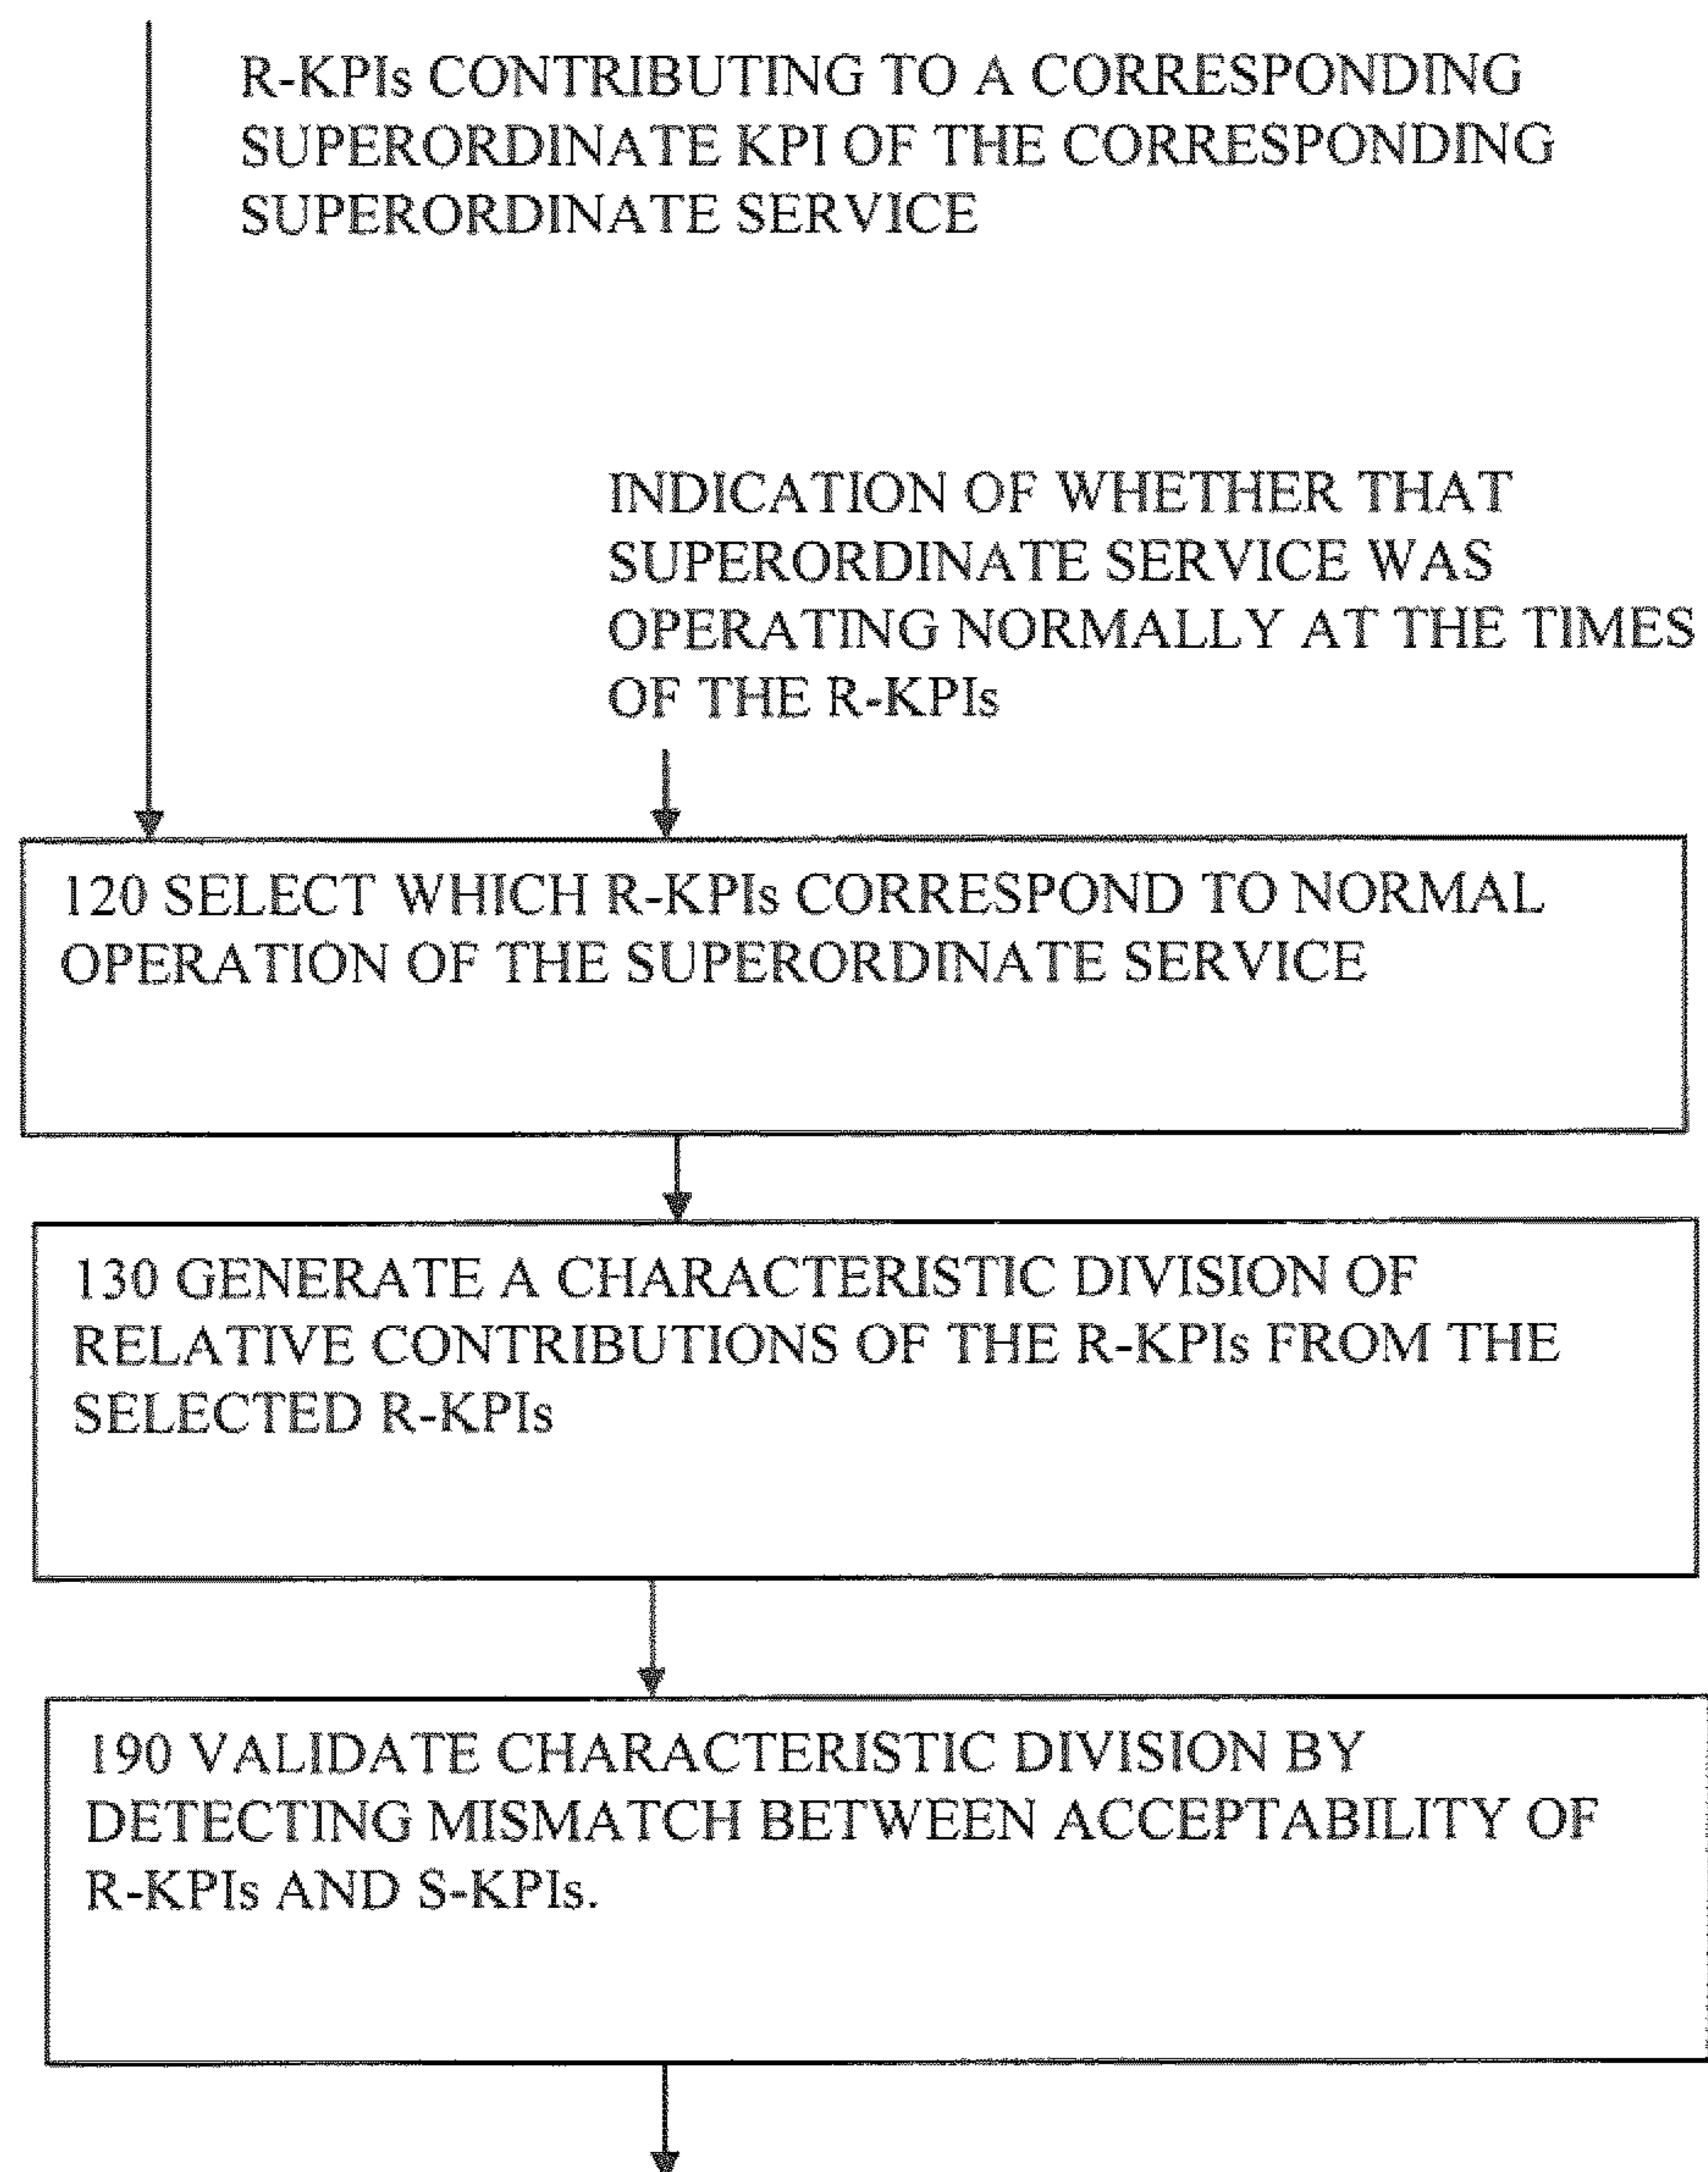 R-KPIs CONTRIBUTING TO A CORRESPONDING
SUPERORDINATE KPI OF THE CORRESPONDING
SUPERORDINATE SERVICE
INDICATION OF WHETHER THAT
SUPERORDINATE SERVICE WAS
OPERATING NORMALLY AT THE TIMES
OF THE R-KPIs
120 SELECT WHICH R-KPIs CORRESPOND TO NORMAL
OPERATION OF THE SUPERORDINATE SERVICE
130 GENERATE A CHARACTERISTIC DIVISION OF
RELATIVE CONTRIBUTIONS OF THE R-KPIs FROM THE
SELECTED R-KPIs
190 VALIDATE CHARACTERISTIC DIVISION BY
DETECTING MISMATCH BETWEEN ACCEPTABILITY OF
R-KPIs AND S-KPIs.